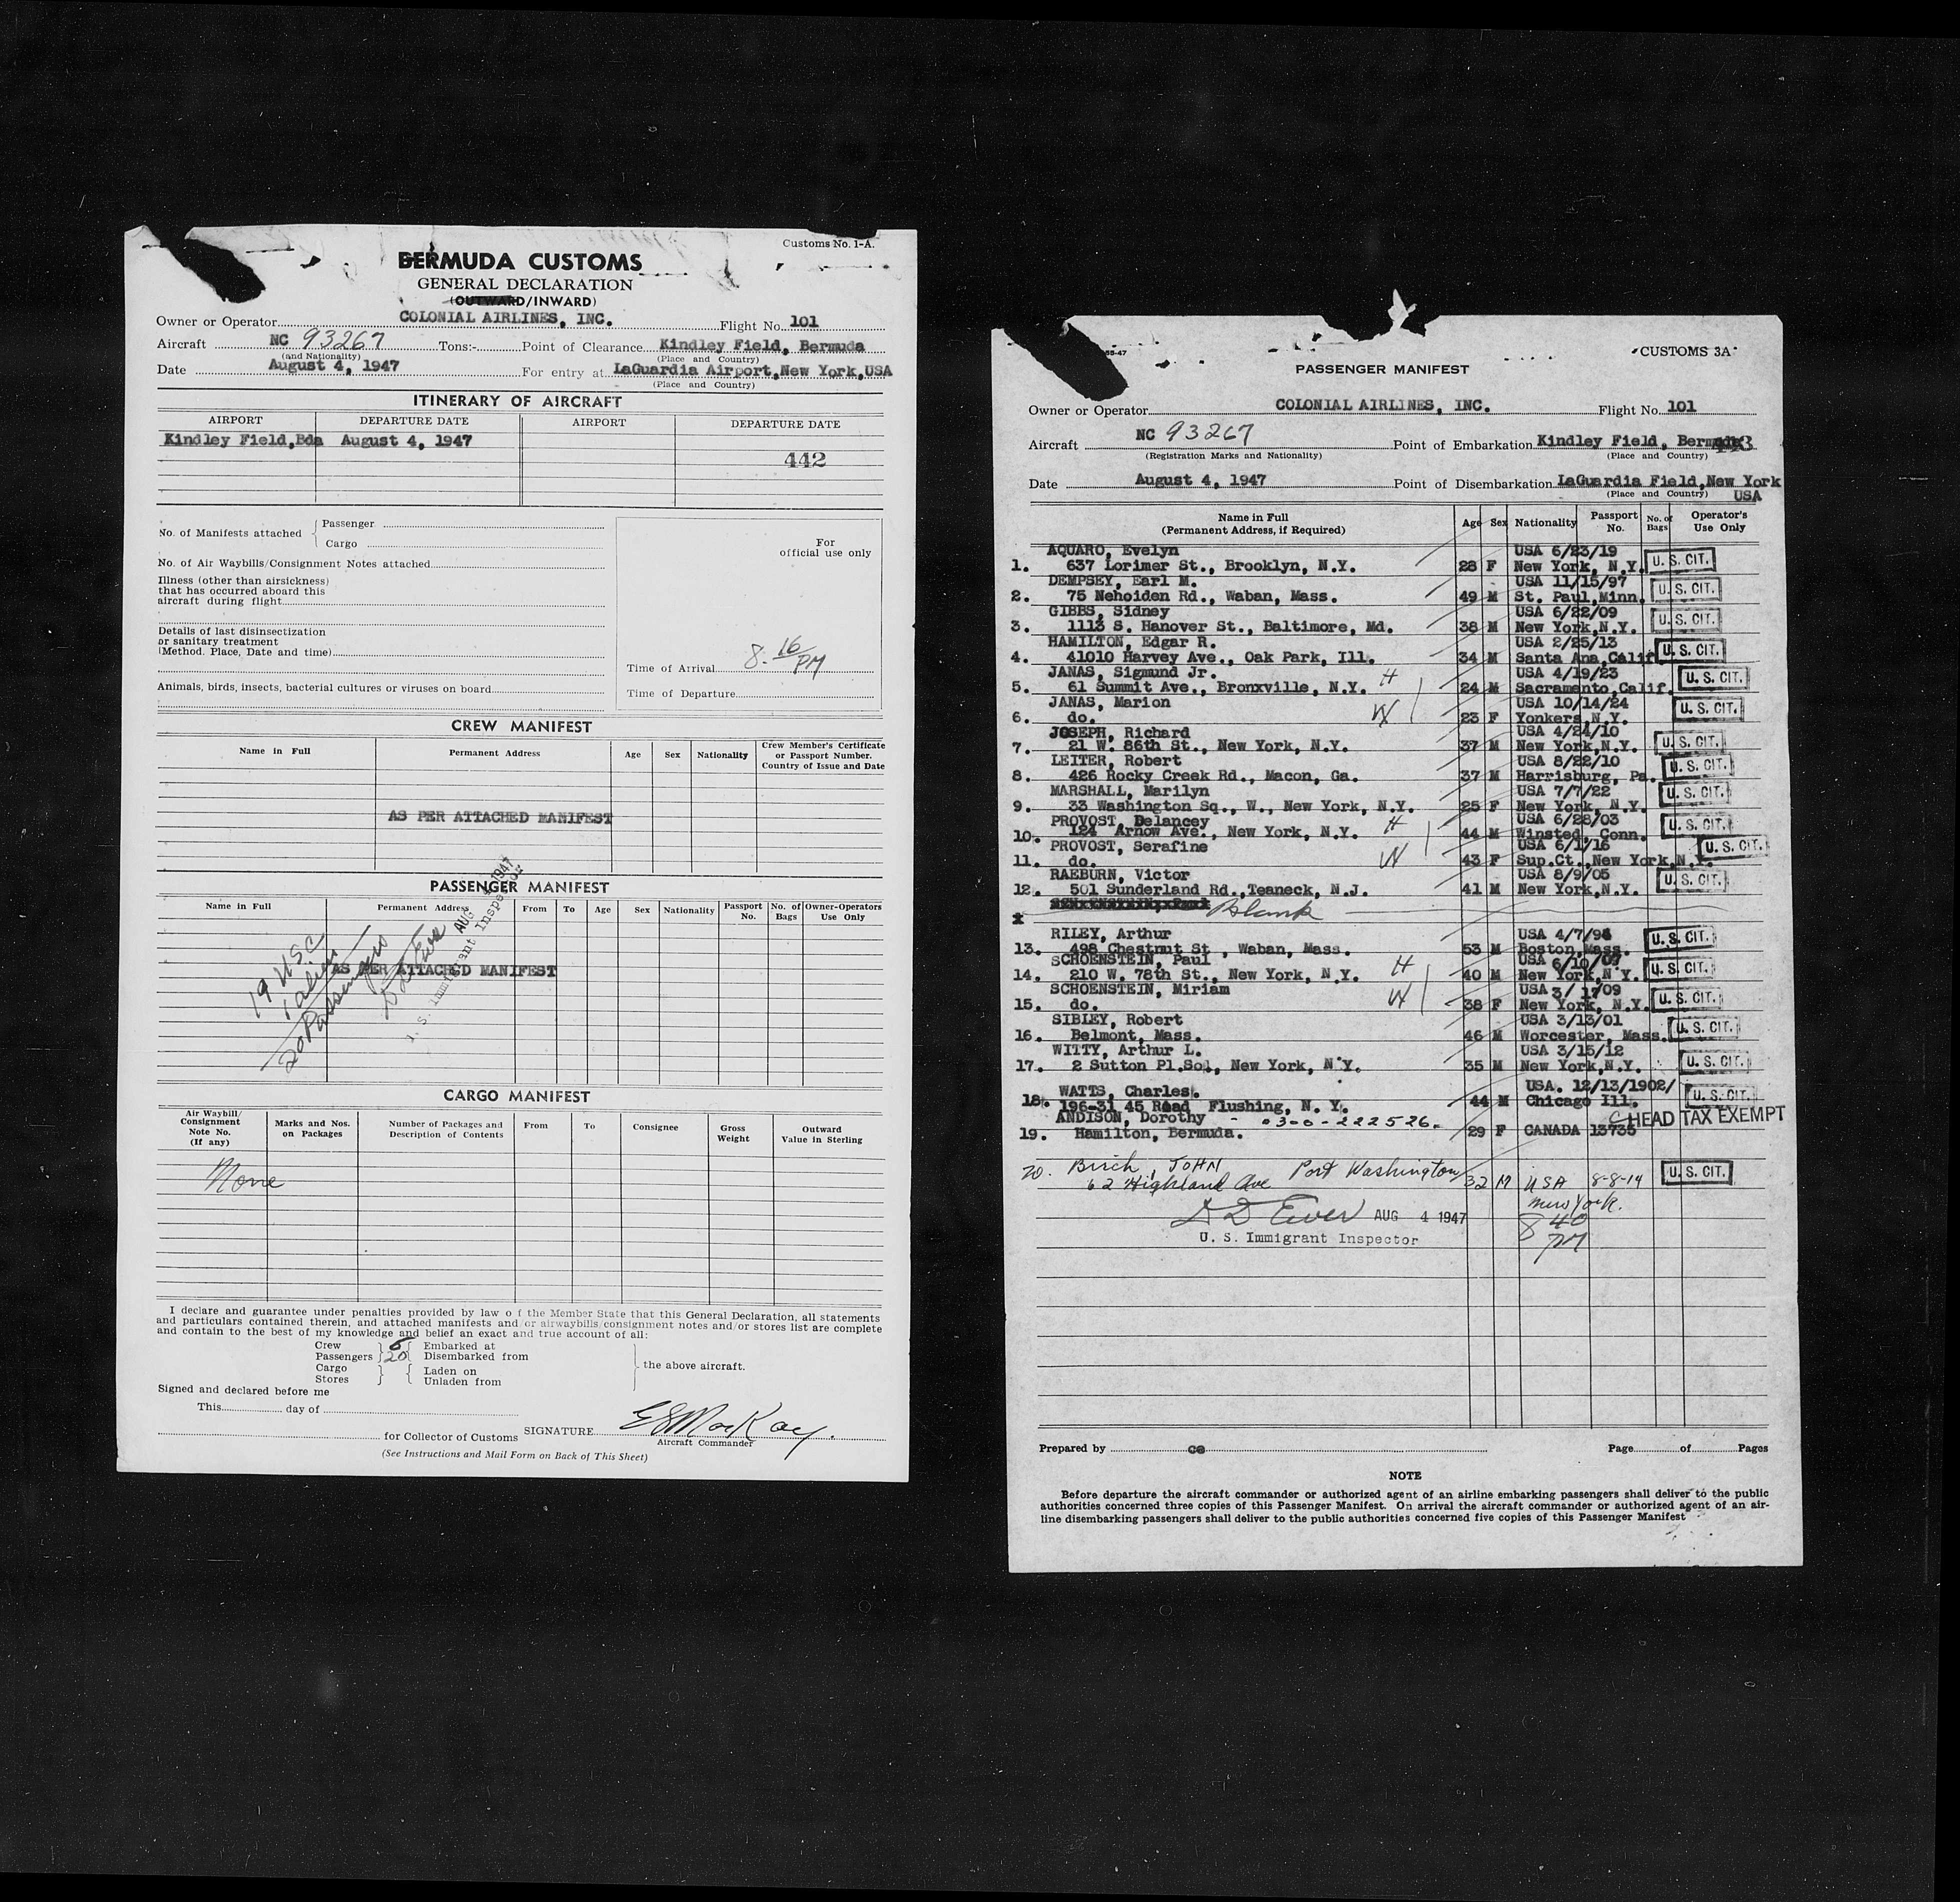 Customs No. 1-A.
BERMUDA CUSTOMS
GENERAL DECLARATION
(OUTWARD/INWARD)
Owner or Operator COLONIAL AIRLINES, INC. Flight No. 101
Aircraft NC 93267 Tons:- Point of Clearance Kindley Field, Bermuda
(and Nationality) (Place and Country)
Date August 4, 1947 For entry at LaGuardia Airport, New York, USA
(Place and Country)
ITINERARY OF AIRCRAFT
AIRPORT DEPARTURE DATE AIRPORT DEPARTURE DATE
Kindley Field, Bda August 4, 1947
442
No. of Manifests attached { Passenger
Cargo
For
official use only
No. of Air Waybills/Consignment Notes attached
Illness (other than airsickness)
that has occurred aboard this
aircraft during flight
Details of last disinsectization
or sanitary treatment
(Method. Place, Date and time)
Time of Arrival 8:16 PM
Animals, birds, insects, bacterial cultures or viruses on board
Time of Departure
CREW MANIFEST
Name in Full Permanent Address Age Sex Nationality Crew Member's Certificate
or Passport Number.
Country of Issue and Date
AS PER ATTACHED MANIFEST
PASSENGER MANIFEST
Name in Full Permanent Address From To Age Sex Nationality Passport No. No. of Bags Owner-Operators Use Only
AS PER ATTACHED MANIFEST
19 USC
1 alien
20 Passengers
U. S. Immigrant Inspector
CARGO MANIFEST
Air Waybill/
Consignment
Note No.
(If any)
Marks and Nos.
on Packages
Number of Packages and
Description of Contents
From To Consignee
Gross
Weight
Outward
Value in Sterling
None
I declare and guarantee under penalties provided by law of the Member State that this General Declaration, all statements
and particulars contained therein, and attached manifests and/or airwaybills/consignment notes and/or stores list are complete
and contain to the best of my knowledge and belief an exact and true account of all:
Crew 6 Embarked at
Passengers 20 Disembarked from
Cargo Laden on
Stores Unladen from
the above aircraft.
Signed and declared before me
This day of
for Collector of Customs SIGNATURE E S MacKay.
Aircraft Commander
(See Instructions and Mail Form on Back of This Sheet)
55-47
CUSTOMS 3A
PASSENGER MANIFEST
Owner or Operator COLONIAL AIRLINES, INC. Flight No. 101
Aircraft NC 93267 Point of Embarkation Kindley Field, Bermuda 443
(Registration Marks and Nationality) (Place and Country)
Date August 4, 1947 Point of Disembarkation LaGuardia Field, New York
(Place and Country) USA
Name in Full
(Permanent Address, if Required)
Age Sex Nationality Passport No. No. of Bags Operator's Use Only
AQUARO, Evelyn USA 6/23/19
1. 637 Lorimer St., Brooklyn, N.Y. 28 F New York, N.Y. U. S. CIT.
DEMPSEY, Earl M. USA 11/15/97
2. 75 Nehoiden Rd., Waban, Mass. 49 M St. Paul, Minn. U. S. CIT.
GIBBS, Sidney USA 6/22/09
3. 1113 S. Hanover St., Baltimore, Md. 38 M New York, N.Y. U. S. CIT.
HAMILTON, Edgar R. USA 2/25/13
4. 41010 Harvey Ave., Oak Park, Ill. 34 M Santa Ana, Calif U. S. CIT.
JANAS, Sigmund Jr. USA 4/19/23
5. 61 Summit Ave., Bronxville, N.Y. H 24 M Sacramento, Calif. U. S. CIT.
JANAS, Marion USA 10/14/24
6. do. W 23 F Yonkers, N.Y. U. S. CIT.
JOSEPH, Richard USA 4/24/10
7. 21 W. 86th St., New York, N.Y. 37 M New York, N.Y. U. S. CIT.
LEITER, Robert USA 8/22/10
8. 426 Rocky Creek Rd., Macon, Ga. 37 M Harrisburg, Pa. U. S. CIT.
MARSHALL, Marilyn USA 7/7/22
9. 33 Washington Sq., W., New York, N.Y. 25 F New York, N.Y. U. S. CIT.
PROVOST, Delancey USA 6/28/03
10. 124 Arnow Ave., New York, N.Y. H 44 M Winsted, Conn. U. S. CIT.
PROVOST, Serafine USA 6/1/16
11. do. W 43 F Sup.Ct., New York, N.Y. U. S. CIT.
RAEBURN, Victor USA 8/9/05
12. 501 Sunderland Rd., Teaneck, N.J. 41 M New York, N.Y. U. S. CIT.
Blank
RILEY, Arthur USA 4/7/94
13. 498 Chestnut St, Waban, Mass. 53 M Boston, Mass. U. S. CIT.
SCHOENSTEIN, Paul USA 6/10/07
14. 210 W. 78th St., New York, N.Y. H 40 M New York, N.Y. U. S. CIT.
SCHOENSTEIN, Miriam USA 3/17/09
15. do. W 38 F New York, N.Y. U. S. CIT.
SIBLEY, Robert USA 3/13/01
16. Belmont, Mass. 46 M Worcester, Mass. U. S. CIT.
WITTY, Arthur L. USA 3/15/12
17. 2 Sutton Pl. So., New York, N.Y. 35 M New York, N.Y. U. S. CIT.
WATTS, Charles. USA. 12/13/1902/
18. 196-31 45 Road Flushing, N. Y. 44 M Chicago Ill. U. S. CIT.
ANDISON, Dorothy - 03-0-222526. HEAD TAX EXEMPT
19. Hamilton, Bermuda. 29 F CANADA 13735
20. Birch, JOHN Port Washington
62 Highland Ave 32 M USA 8-8-14 U. S. CIT.
New York.
AUG 4 1947 8 40 PM
U. S. Immigrant Inspector
Prepared by ce Page of Pages
NOTE
Before departure the aircraft commander or authorized agent of an airline embarking passengers shall deliver to the public
authorities concerned three copies of this Passenger Manifest. On arrival the aircraft commander or authorized agent of an air-
line disembarking passengers shall deliver to the public authorities concerned five copies of this Passenger Manifest